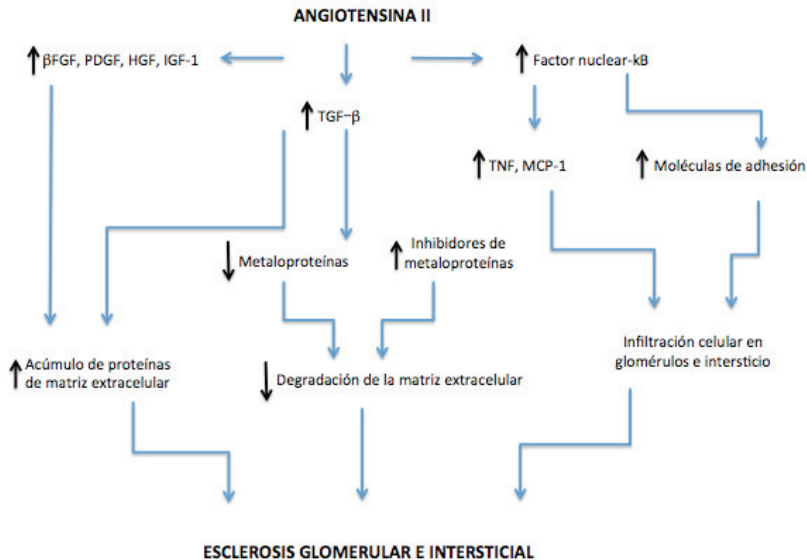 ANGIOTENSINA II
βFGF, PDGF, HGF, IGF-1
Factor nuclear-kB
TGF-β
TNF, MCP-1
Moléculas de adhesión
Metaloproteínas
Inhibidores de
metaloproteínas
Acúmulo de proteínas
de matriz extracelular
Degradación de la matriz extracelular
Infiltración celular en
glomérulos e intersticio
ESCLEROSIS GLOMERULAR E INTERSTICIAL